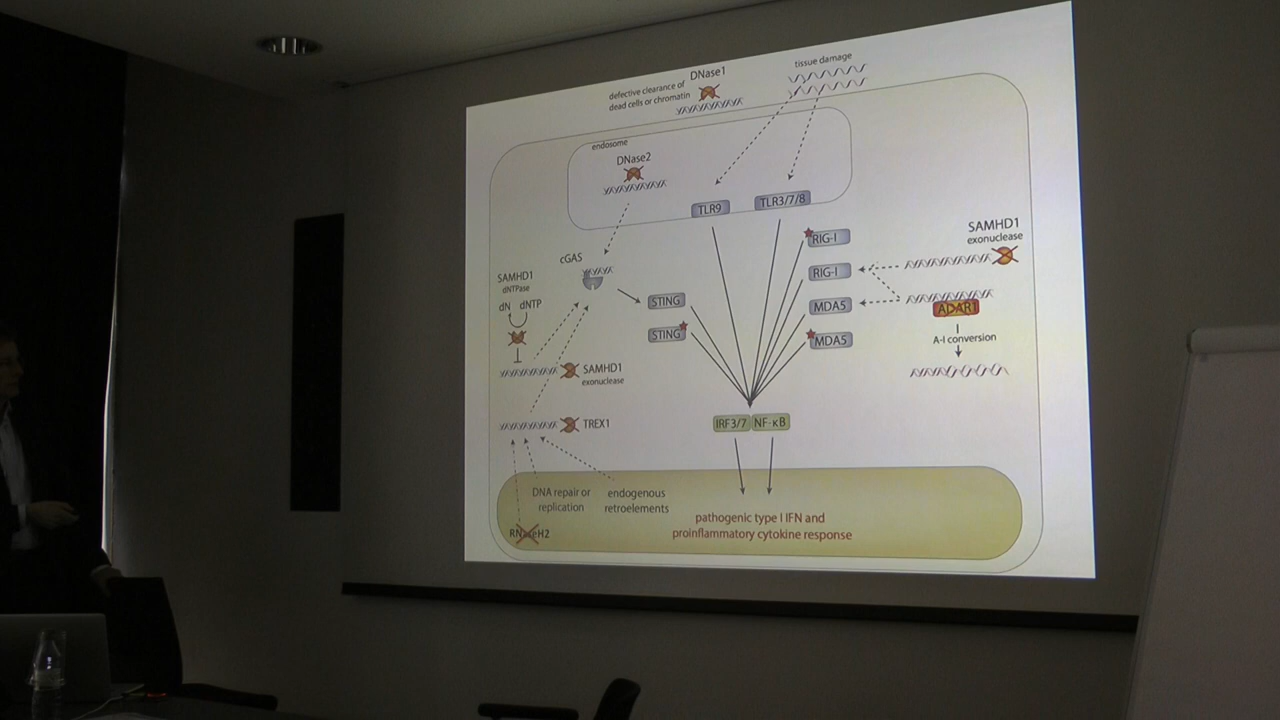 DNase1
defective clearance of
dead cells or chromatin
tissue damage
endosome
DNase2
TLR9
TLR3/7/8
RIG-I
SAMHD1
exonuclease
cGAS
RIG-I
SAMHD1
dNTPase
dN dNTP
STING
MDA5
ADAR1
STING
MDA5
A-I conversion
SAMHD1
exonuclease
TREX1
IRF3/7 NF-κB
DNA repair or
replication
endogenous
retroelements
RNaseH2
pathogenic type I IFN and
proinflammatory cytokine response